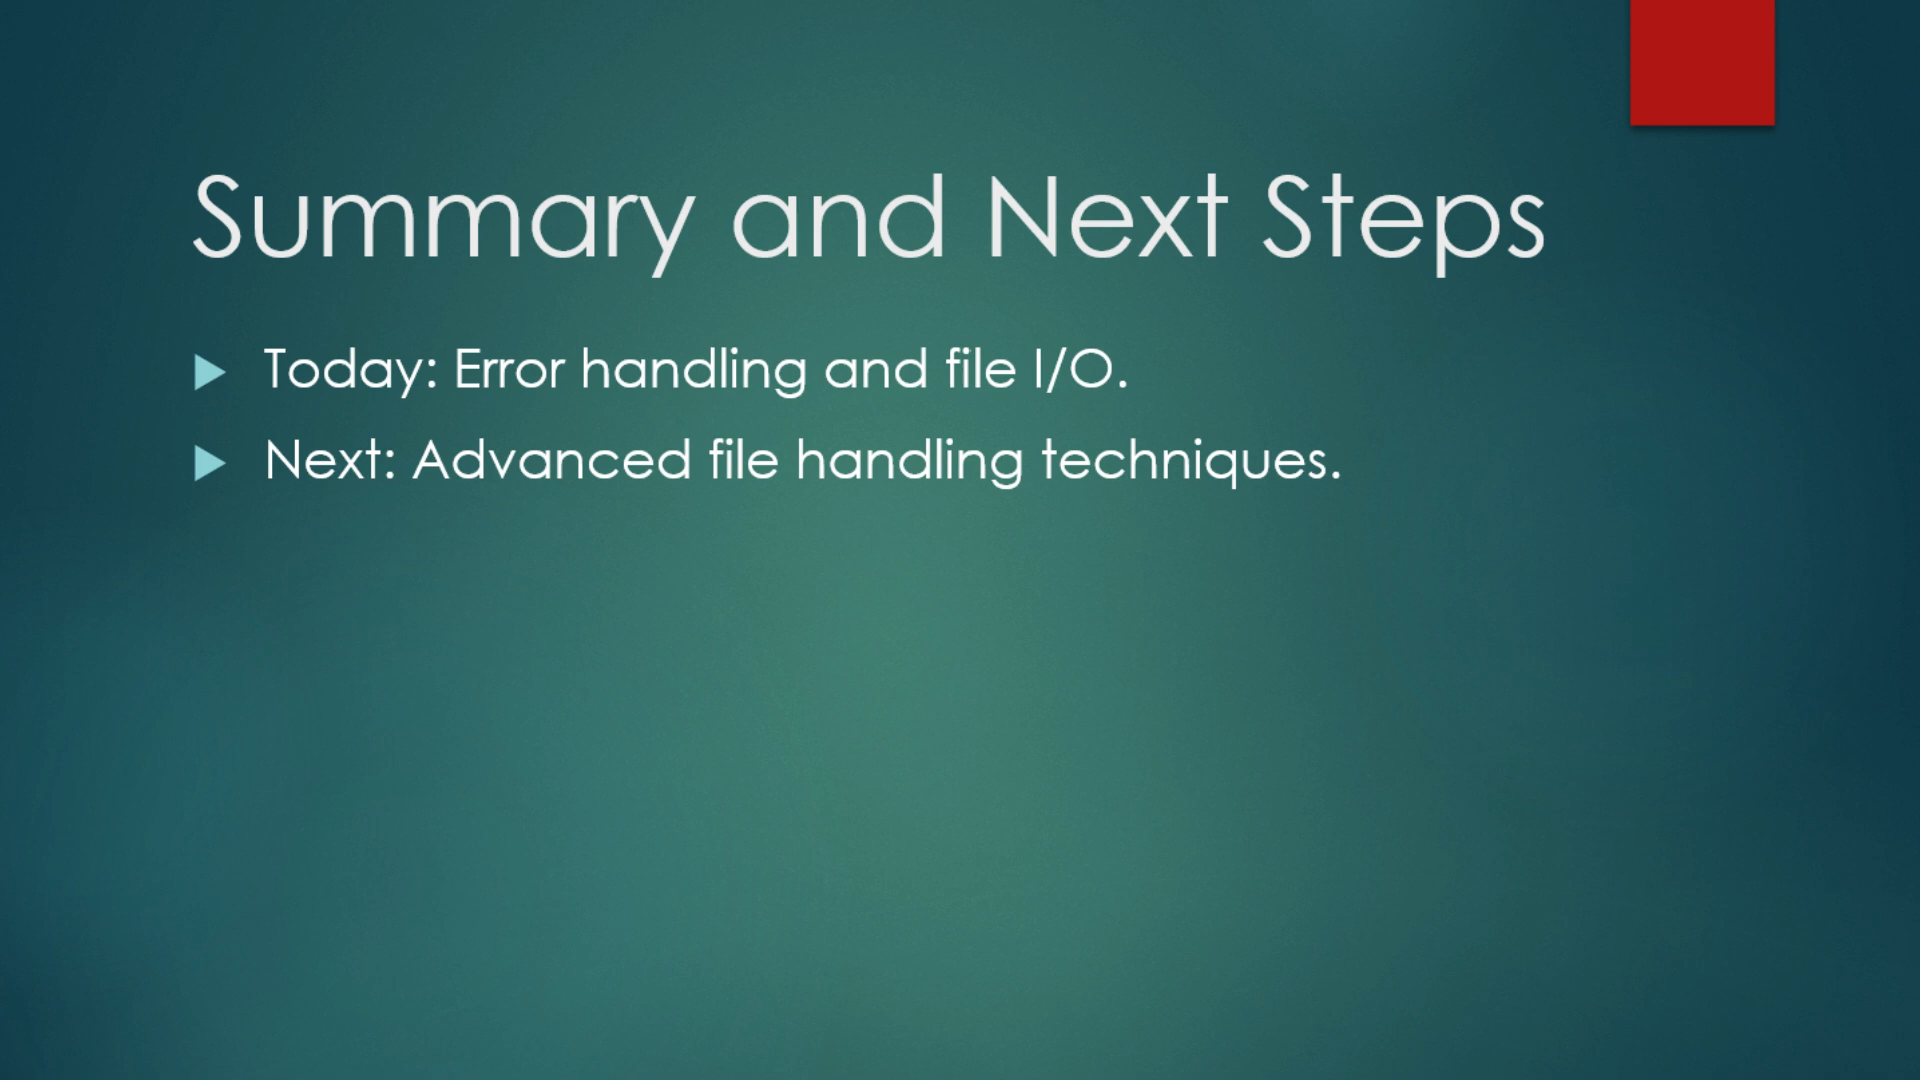 Summary and Next Steps
Today: Error handling and file I/O.
Next: Advanced file handling techniques.